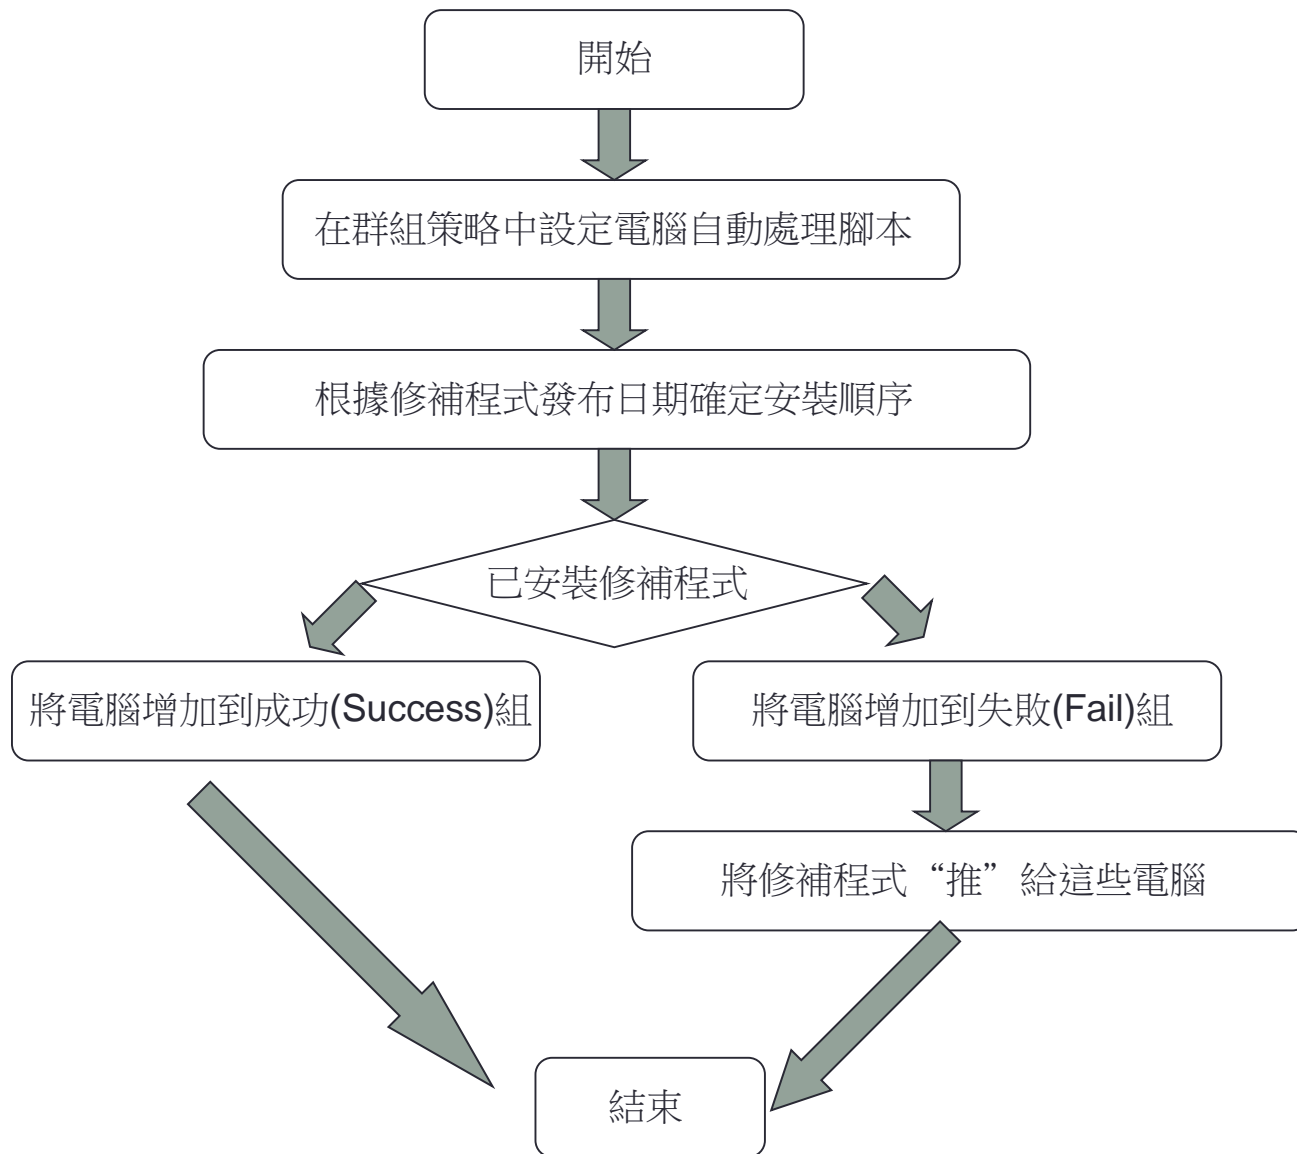 開始
在群組策略中設定電腦自動處理腳本
根據修補程式發布日期確定安裝順序
已安裝修補程式
將電腦增加到成功(Success)組
將電腦增加到失敗(Fail)組
將修補程式“推”給這些電腦
結束